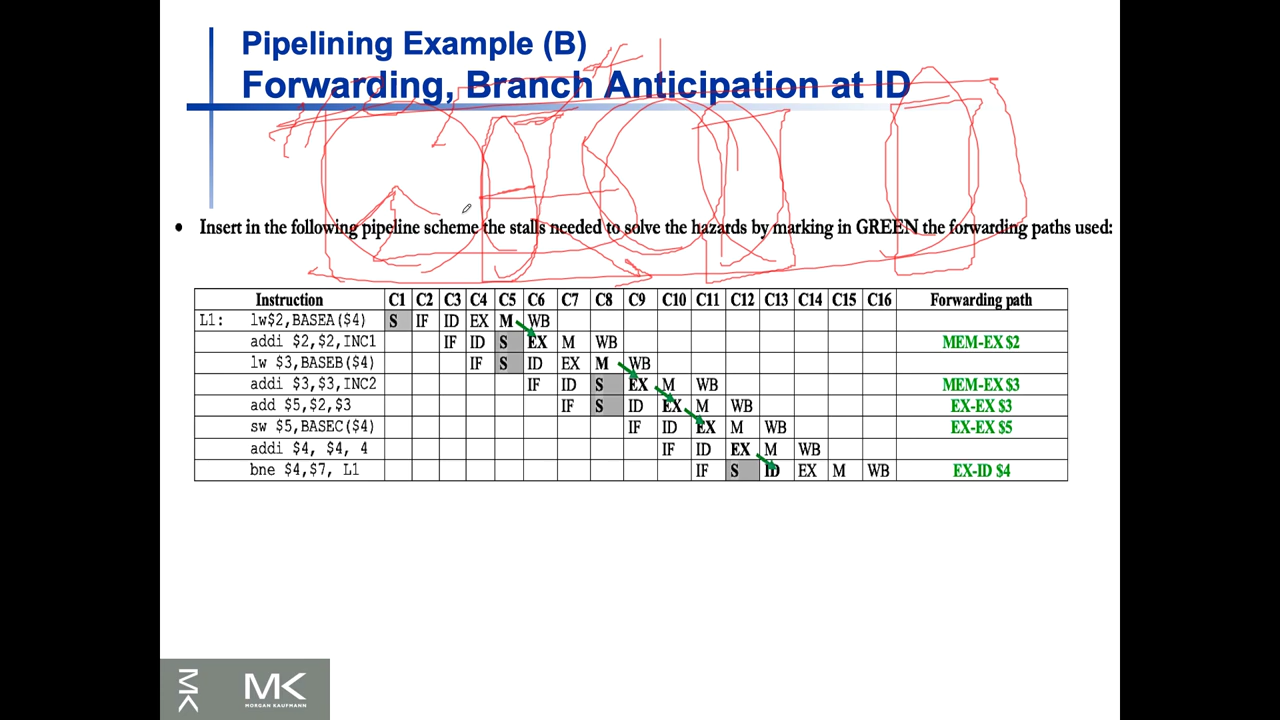 Pipelining Example (B)
Forwarding, Branch Anticipation at ID
• Insert in the following pipeline scheme the stalls needed to solve the hazards by marking in GREEN the forwarding paths used:
Instruction C1 C2 C3 C4 C5 C6 C7 C8 C9 C10 C11 C12 C13 C14 C15 C16 Forwarding path
L1: lw$2,BASEA($4) S IF ID EX M WB
addi $2,$2,INC1 IF ID S EX M WB MEM-EX $2
lw $3,BASEB($4) IF S ID EX M WB
addi $3,$3,INC2 IF ID S EX M WB MEM-EX $3
add $5,$2,$3 IF S ID EX M WB EX-EX $3
sw $5,BASEC($4) IF ID EX M WB EX-EX $5
addi $4, $4, 4 IF ID EX M WB
bne $4,$7, L1 IF S ID EX M WB EX-ID $4
MK
MK
MORGAN KAUFMANN